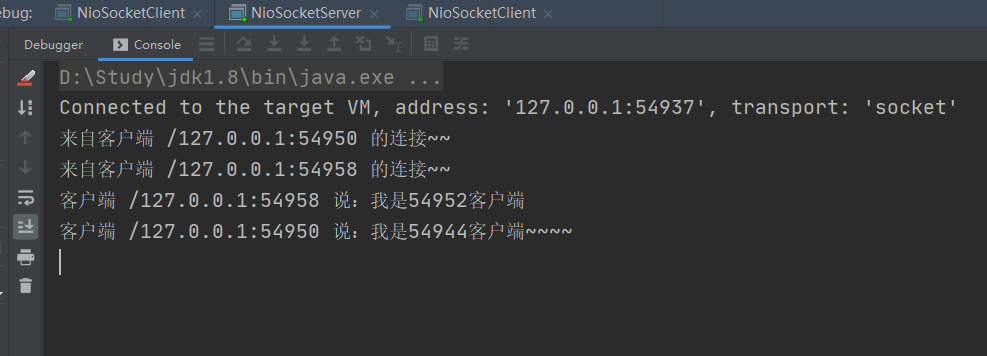 ebug: NioSocketClient × NioSocketServer × NioSocketClient ×
Debugger Console
D:\Study\jdk1.8\bin\java.exe ...
Connected to the target VM, address: '127.0.0.1:54937', transport: 'socket'
来自客户端 /127.0.0.1:54950 的连接~~
来自客户端 /127.0.0.1:54958 的连接~~
客户端 /127.0.0.1:54958 说：我是54952客户端
客户端 /127.0.0.1:54950 说：我是54944客户端~~~~